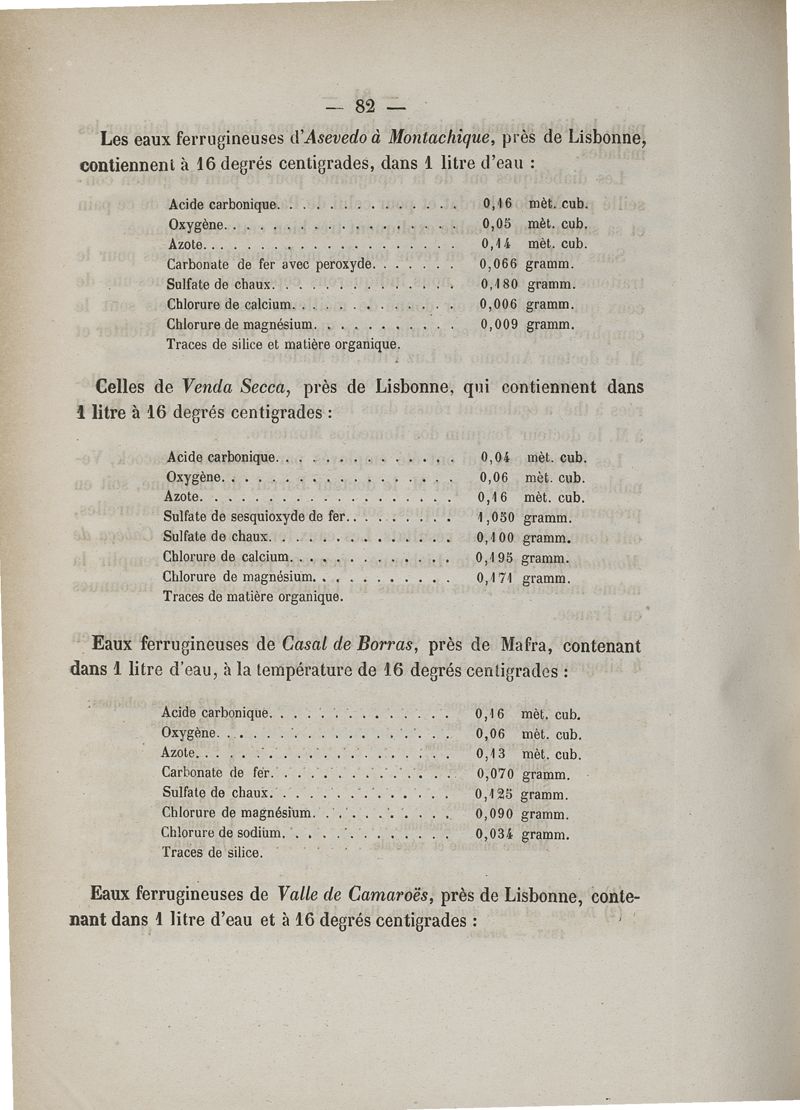 — 82 —
Les eaux ferrugineuses d'Asevedo à Montachique, près de Lisbonne,
contiennent à 16 degrés centigrades, dans 1 litre d'eau :
Acide carbonique. . . . . . . . . . . . . 0,16 mèt. cub.
Oxygène. . . . . . . . . . . . . . . . . 0,05 mèt. cub.
Azote. . . . . . . . . . . . . . . . . . . 0,14 mèt. cub.
Carbonate de fer avec peroxyde. . . . . . . 0,066 gramm.
Sulfate de chaux. . . . . . . . . . . . . 0,180 gramm.
Chlorure de calcium. . . . . . . . . . . . 0,006 gramm.
Chlorure de magnésium. . . . . . . . . . . 0,009 gramm.
Traces de silice et matière organique.
Celles de Venda Secca, près de Lisbonne, qui contiennent dans
1 litre à 16 degrés centigrades :
Acide carbonique. . . . . . . . . . . . . 0,04 mèt. cub.
Oxygène. . . . . . . . . . . . . . . . . 0,06 mèt. cub.
Azote. . . . . . . . . . . . . . . . . . . 0,16 mèt. cub.
Sulfate de sesquioxyde de fer. . . . . . . . . 1,050 gramm.
Sulfate de chaux. . . . . . . . . . . . . 0,100 gramm.
Chlorure de calcium. . . . . . . . . . . . 0,195 gramm.
Chlorure de magnésium. . . . . . . . . . . 0,171 gramm.
Traces de matière organique.
Eaux ferrugineuses de Casal de Borras, près de Mafra, contenant
dans 1 litre d'eau, à la température de 16 degrés centigrades :
Acide carbonique. . . . . . . . . . . . . 0,16 mèt. cub.
Oxygène. . . . . . . . . . . . . . . . . 0,06 mèt. cub.
Azote. . . . . . . . . . . . . . . . . . . 0,13 mèt. cub.
Carbonate de fer. . . . . . . . . . . . . 0,070 gramm.
Sulfate de chaux. . . . . . . . . . . . . 0,125 gramm.
Chlorure de magnésium. . . . . . . . . . . 0,090 gramm.
Chlorure de sodium. . . . . . . . . . . . 0,034 gramm.
Traces de silice.
Eaux ferrugineuses de Valle de Camaroës, près de Lisbonne, conte-
nant dans 1 litre d'eau et à 16 degrés centigrades :